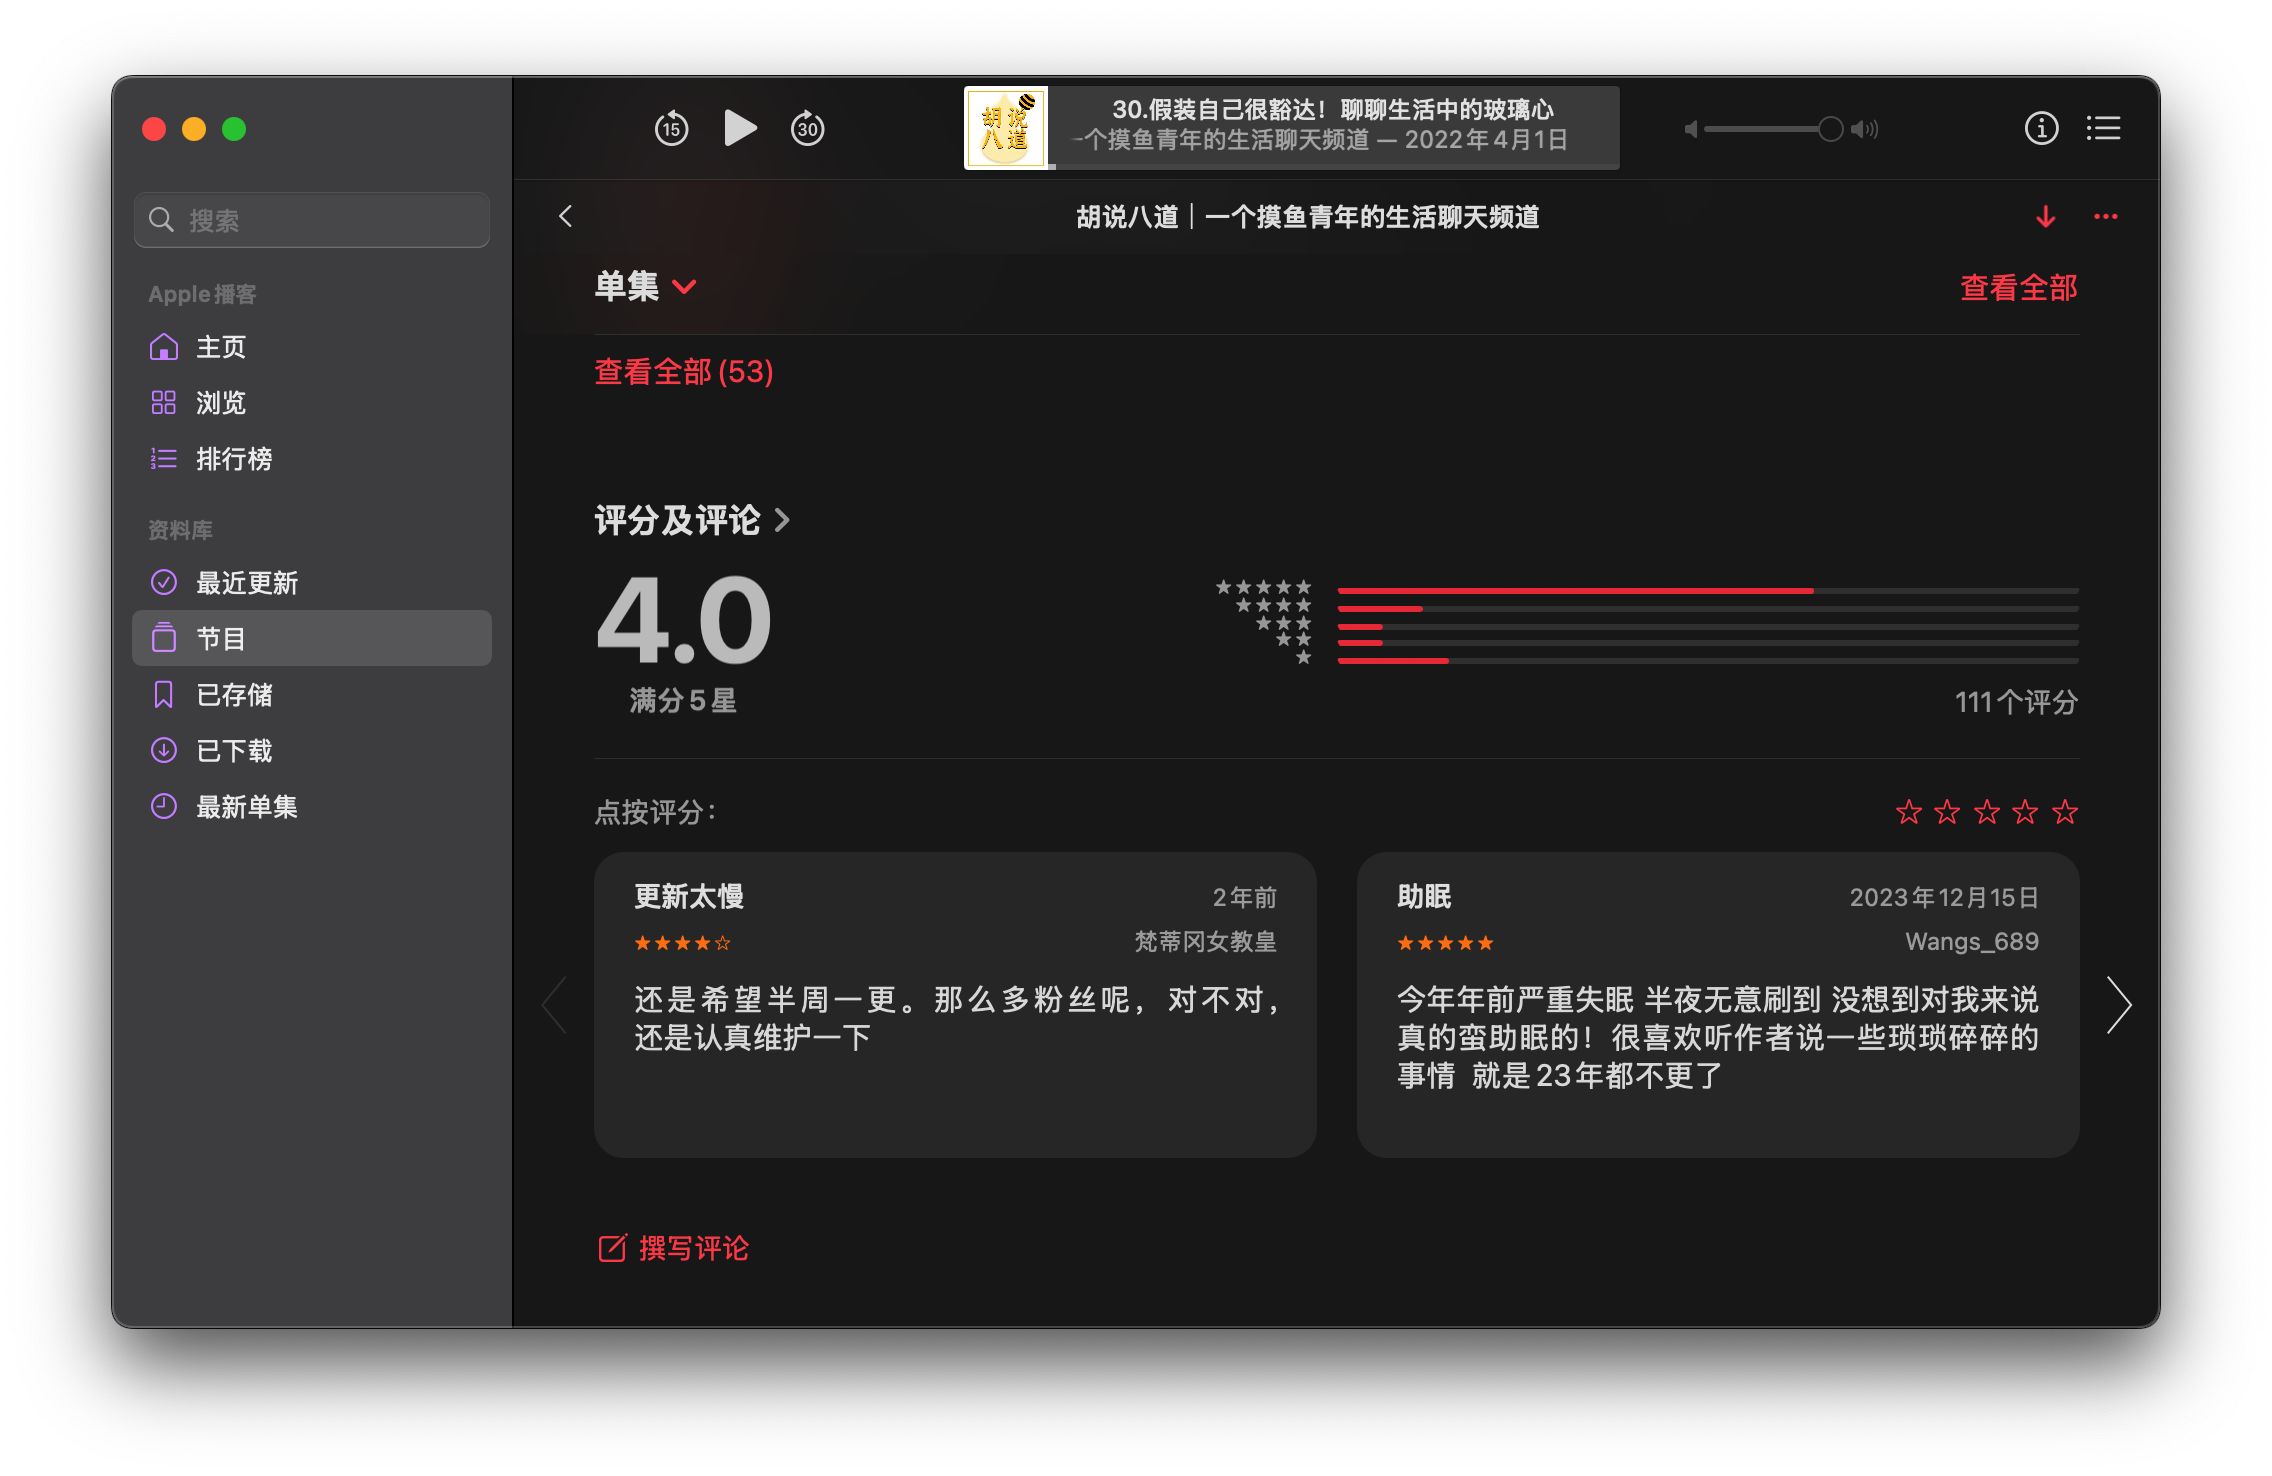 15
30
胡说
八道
30.假装自己很豁达！聊聊生活中的玻璃心
一个摸鱼青年的生活聊天频道 — 2022年4月1日
搜索
Apple播客
主页
浏览
排行榜
资料库
最近更新
节目
已存储
已下载
最新单集
胡说八道｜一个摸鱼青年的生活聊天频道
单集
查看全部
查看全部 (53)
评分及评论
4.0
满分 5 星
111个评分
点按评分：
更新太慢
2年前
梵蒂冈女教皇
还是希望半周一更。那么多粉丝呢，对不对，
还是认真维护一下
助眠
2023年12月15日
Wangs_689
今年年前严重失眠 半夜无意刷到 没想到对我来说
真的蛮助眠的！很喜欢听作者说一些琐琐碎碎的
事情 就是23年都不更了
撰写评论